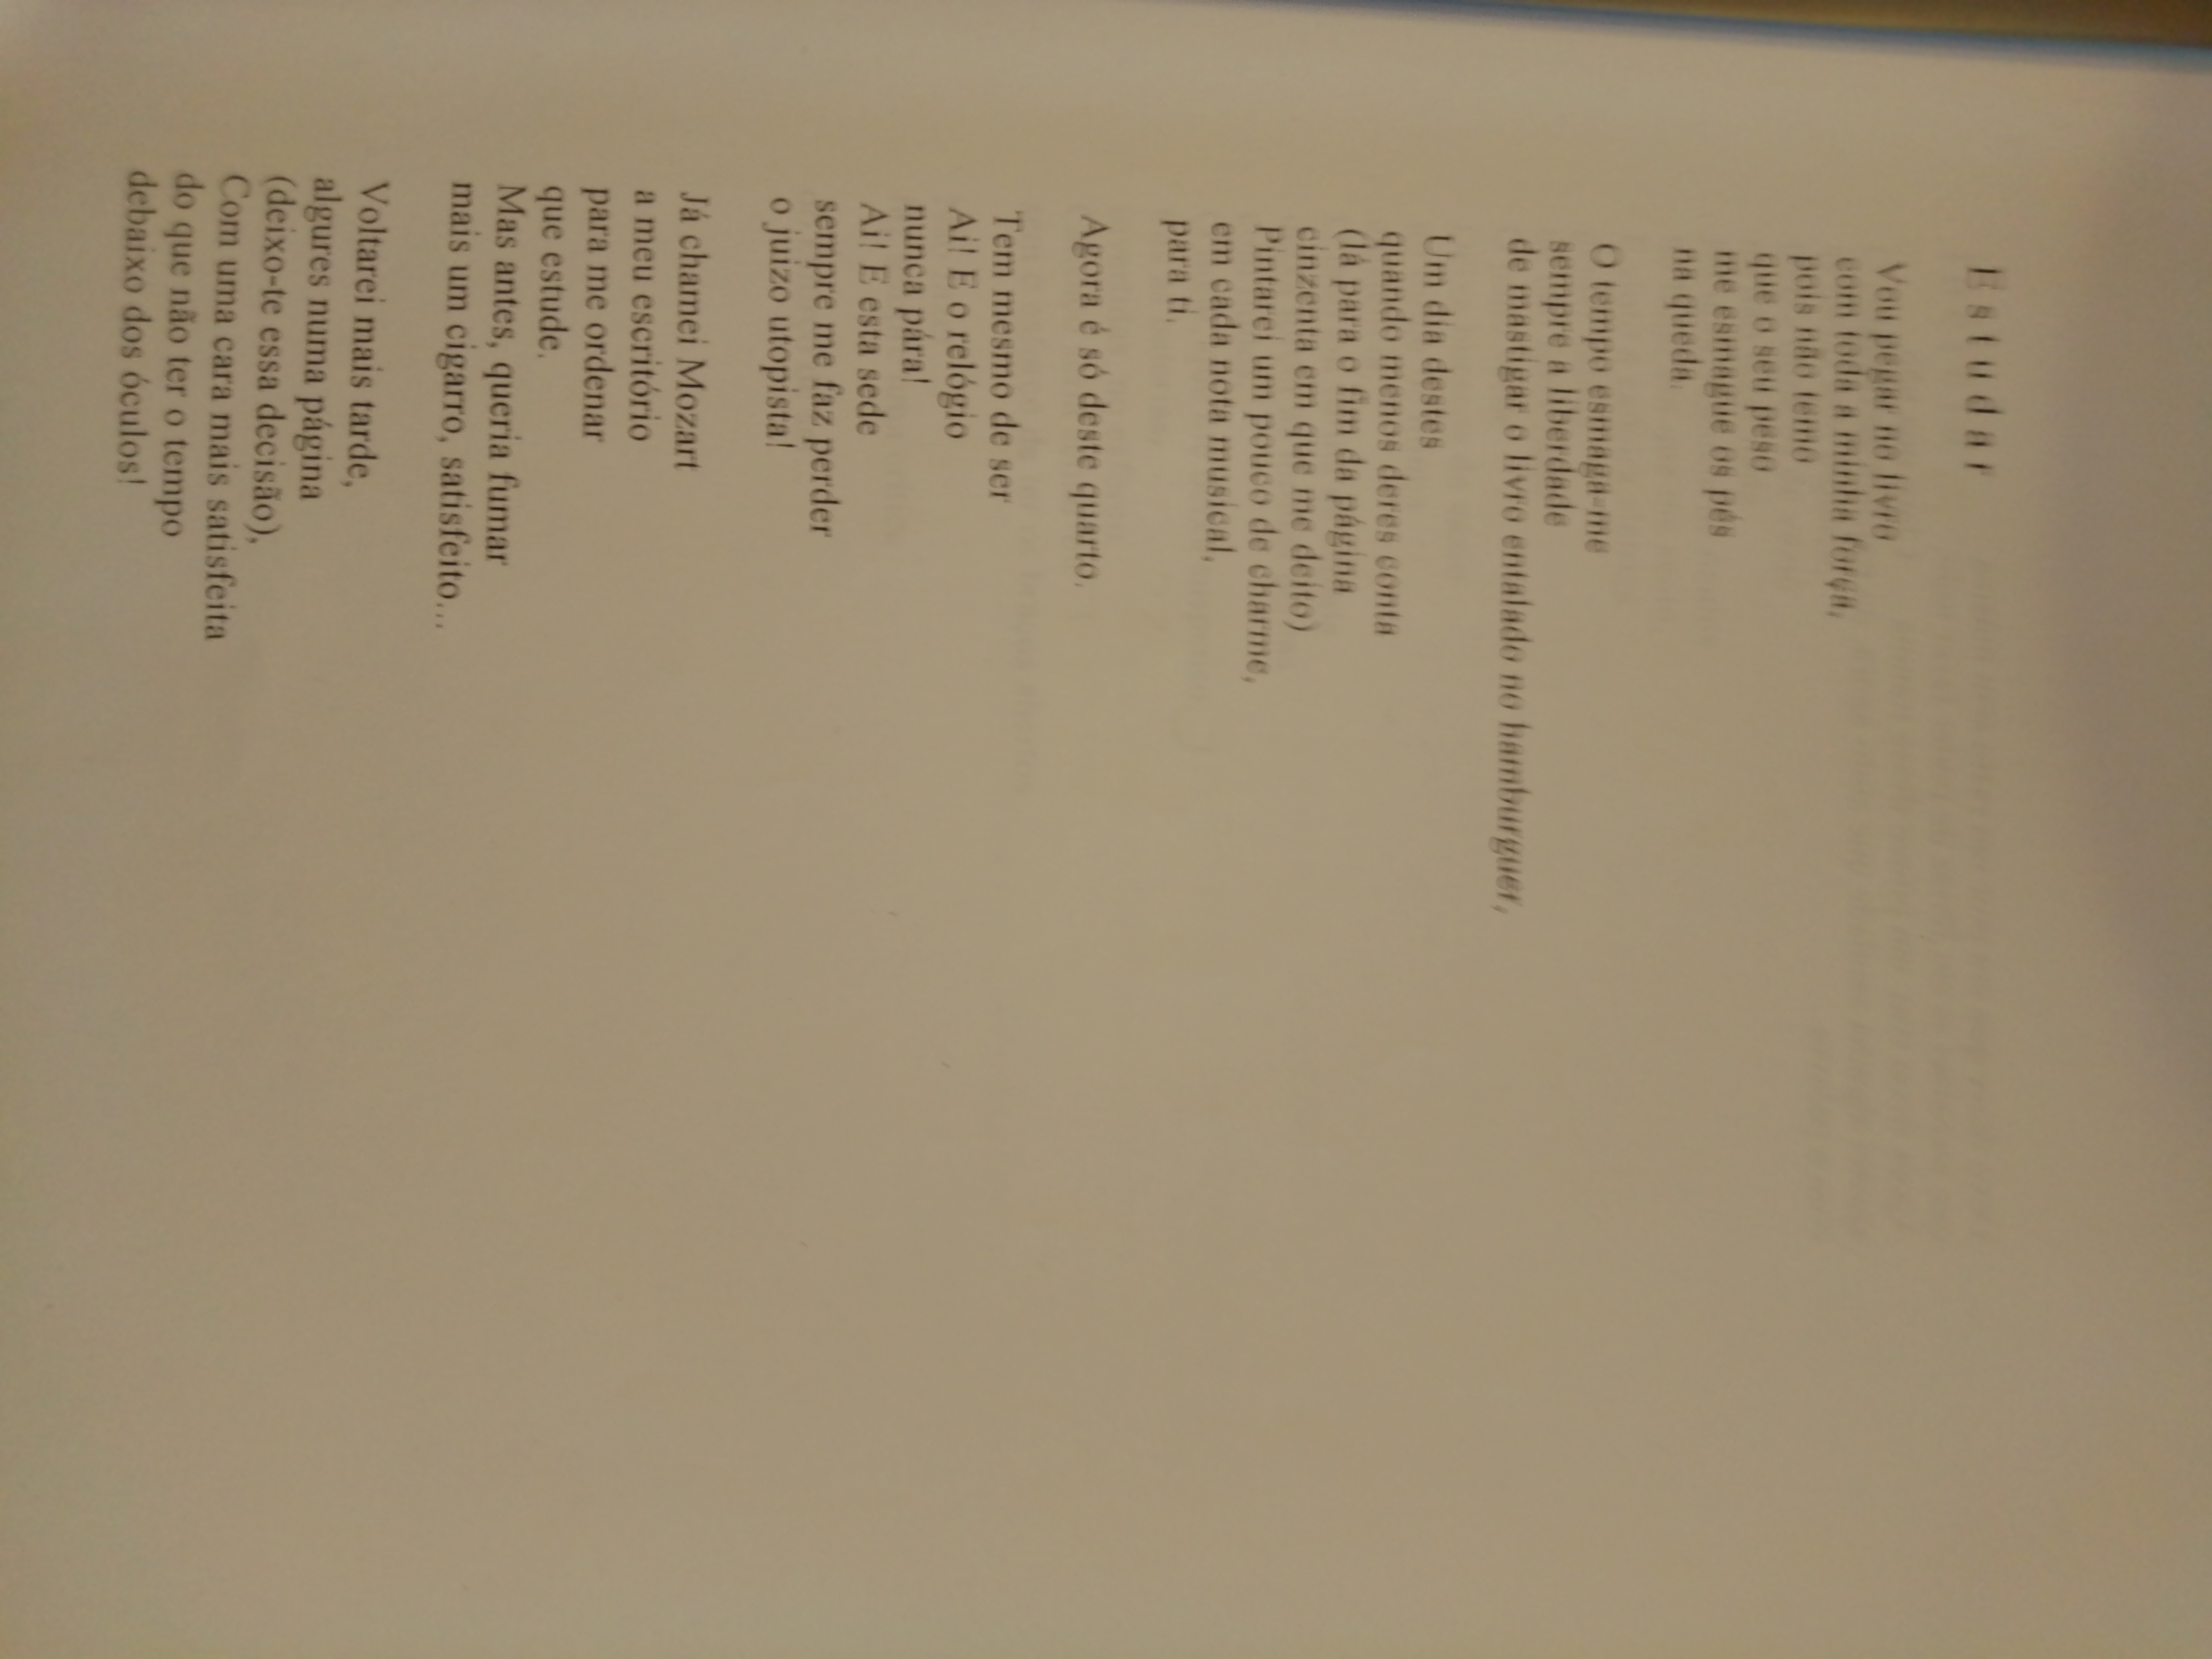 Estudar
Vou pegar no livro
com toda a minha força,
pois não temo
que o seu peso
me esmague os pés
na queda.
O tempo esmaga-me
sempre a liberdade
de mastigar o livro entalado no hamburguer,
Um dia destes
quando menos deres conta
(lá para o fim da página
cinzenta em que me deito)
Pintarei um pouco de charme,
em cada nota musical,
para ti.
Agora é só deste quarto.
Tem mesmo de ser
Ai! E o relógio
nunca pára!
Ai! E esta sede
sempre me faz perder
o juizo utopista!
Já chamei Mozart
a meu escritório
para me ordenar
que estude.
Mas antes, queria fumar
mais um cigarro, satisfeito...
Voltarei mais tarde,
algures numa página
(deixo-te essa decisão),
Com uma cara mais satisfeita
do que não ter o tempo
debaixo dos óculos!